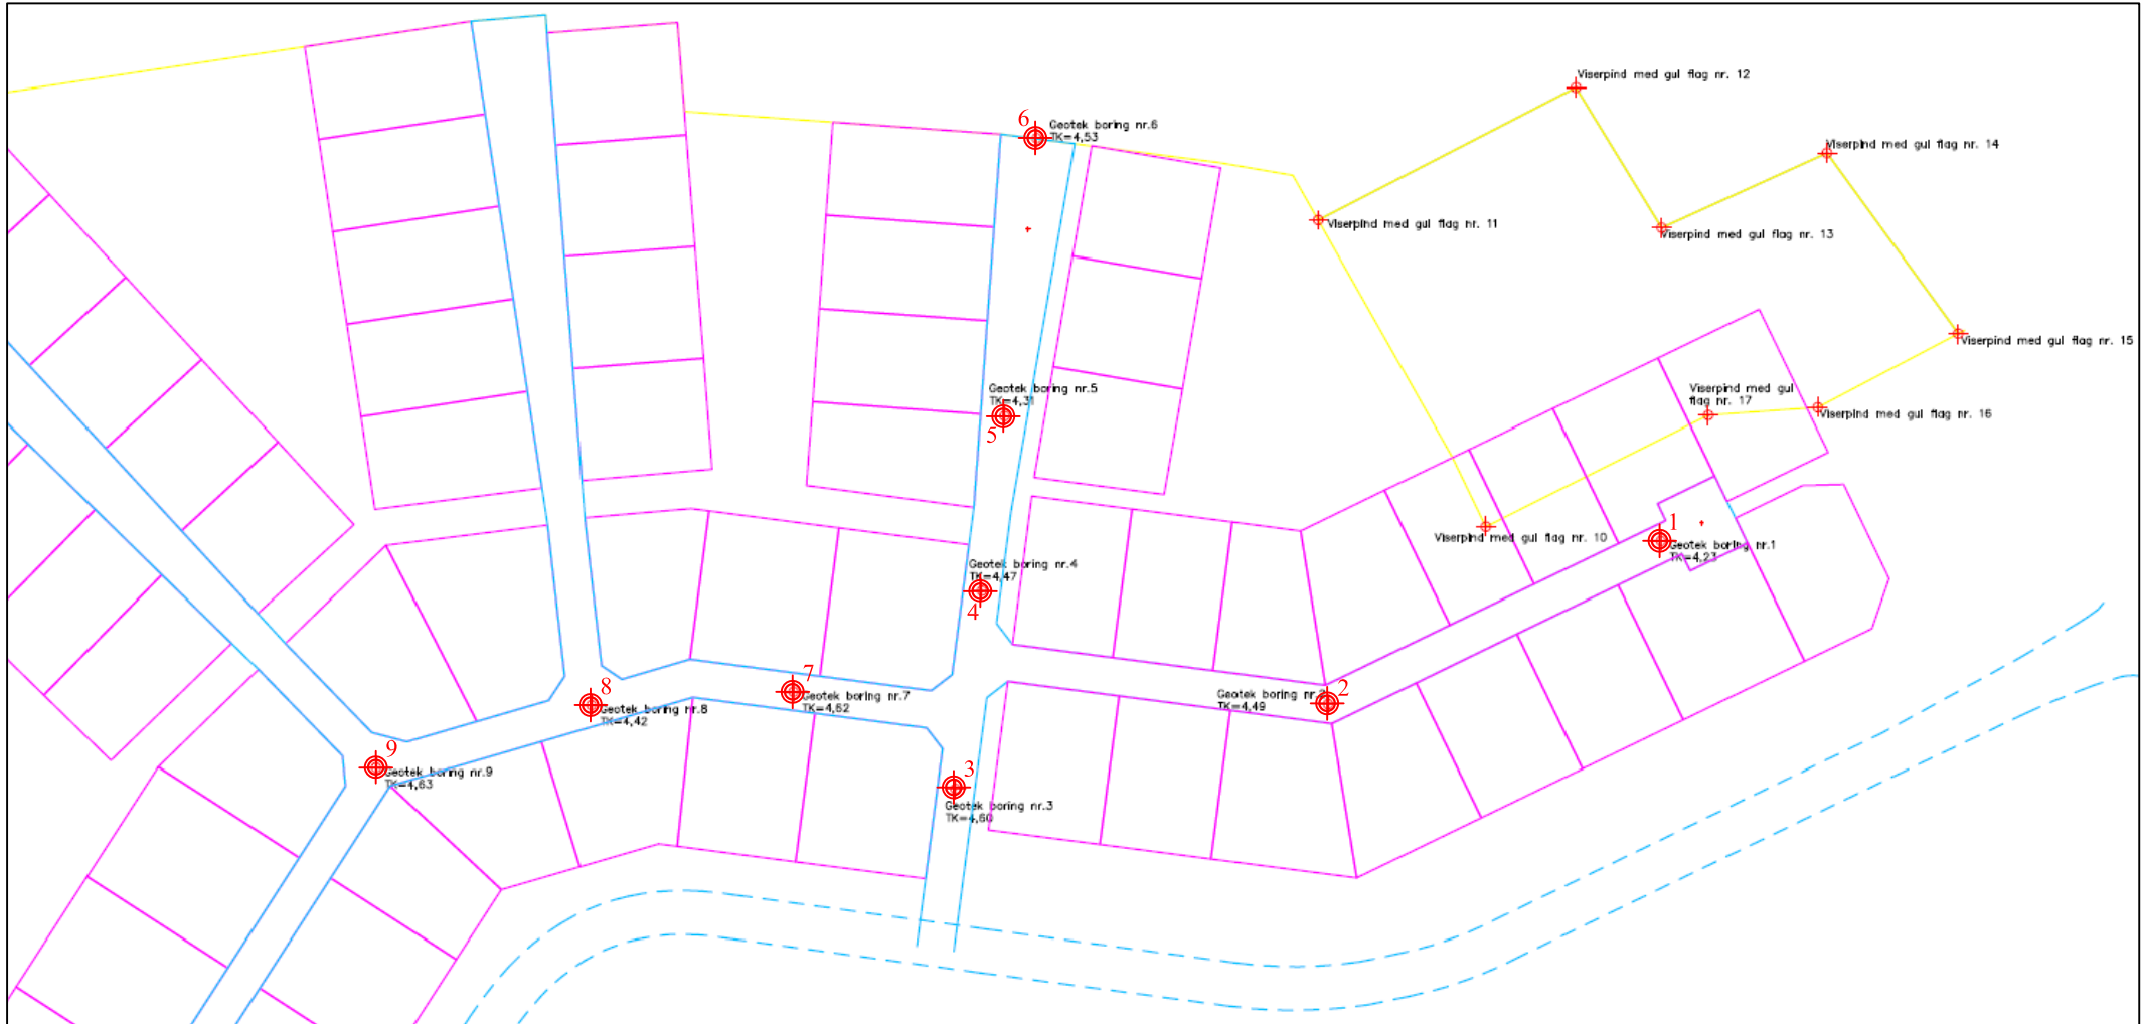 Viserpind med gul flag nr. 12
6
Geotek boring nr.6
TK=4,53
Viserpind med gul flag nr. 14
Viserpind med gul flag nr. 11
Viserpind med gul flag nr. 13
Viserpind med gul flag nr. 15
Geotek boring nr.5
TK=4,31
5
Viserpind med gul
flag nr. 17
Viserpind med gul flag nr. 16
Viserpind med gul flag nr. 10
1
Geotek boring nr.1
TK=4,23
Geotek boring nr.4
TK=4,47
4
7
Geotek boring nr.7
TK=4,62
8
Geotek boring nr.8
TK=4,42
Geotek boring nr.2
TK=4,49
2
9
Geotek boring nr.9
TK=4,63
3
Geotek boring nr.3
TK=4,60